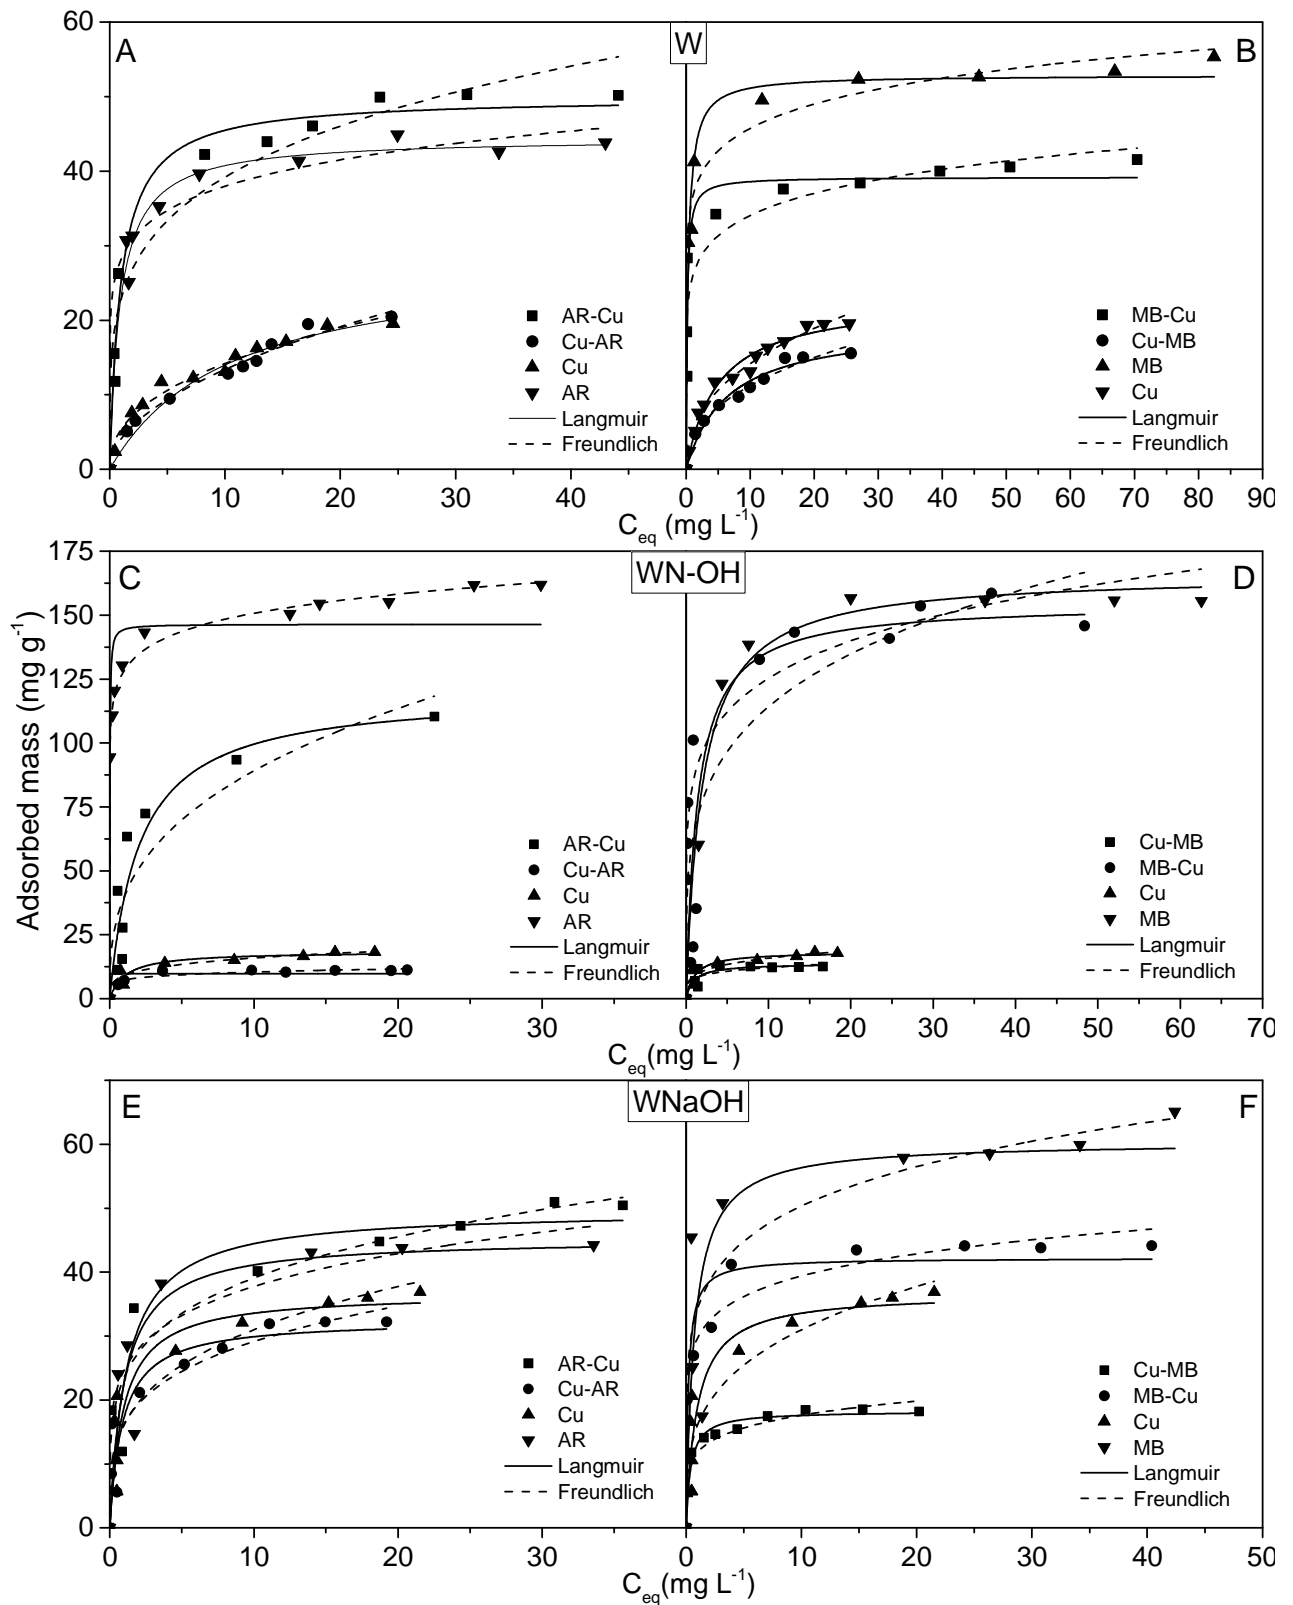 60
A
W
B
40
20
0
AR-Cu
Cu-AR
Cu
AR
Langmuir
Freundlich
MB-Cu
Cu-MB
MB
Cu
Langmuir
Freundlich
0 10 20 30 40 0 10 20 30 40 50 60 70 80 90
C_eq (mg L⁻¹)
Adsorbed mass (mg g⁻¹)
175
C
WN-OH
D
150
125
100
75
50
25
0
AR-Cu
Cu-AR
Cu
AR
Langmuir
Freundlich
Cu-MB
MB-Cu
Cu
MB
Langmuir
Freundlich
0 10 20 30 0 10 20 30 40 50 60 70
C_eq(mg L⁻¹)
E
WNaOH
F
60
40
20
0
AR-Cu
Cu-AR
Cu
AR
Langmuir
Freundlich
Cu-MB
MB-Cu
Cu
MB
Langmuir
Freundlich
0 10 20 30 0 10 20 30 40 50
C_eq(mg L⁻¹)